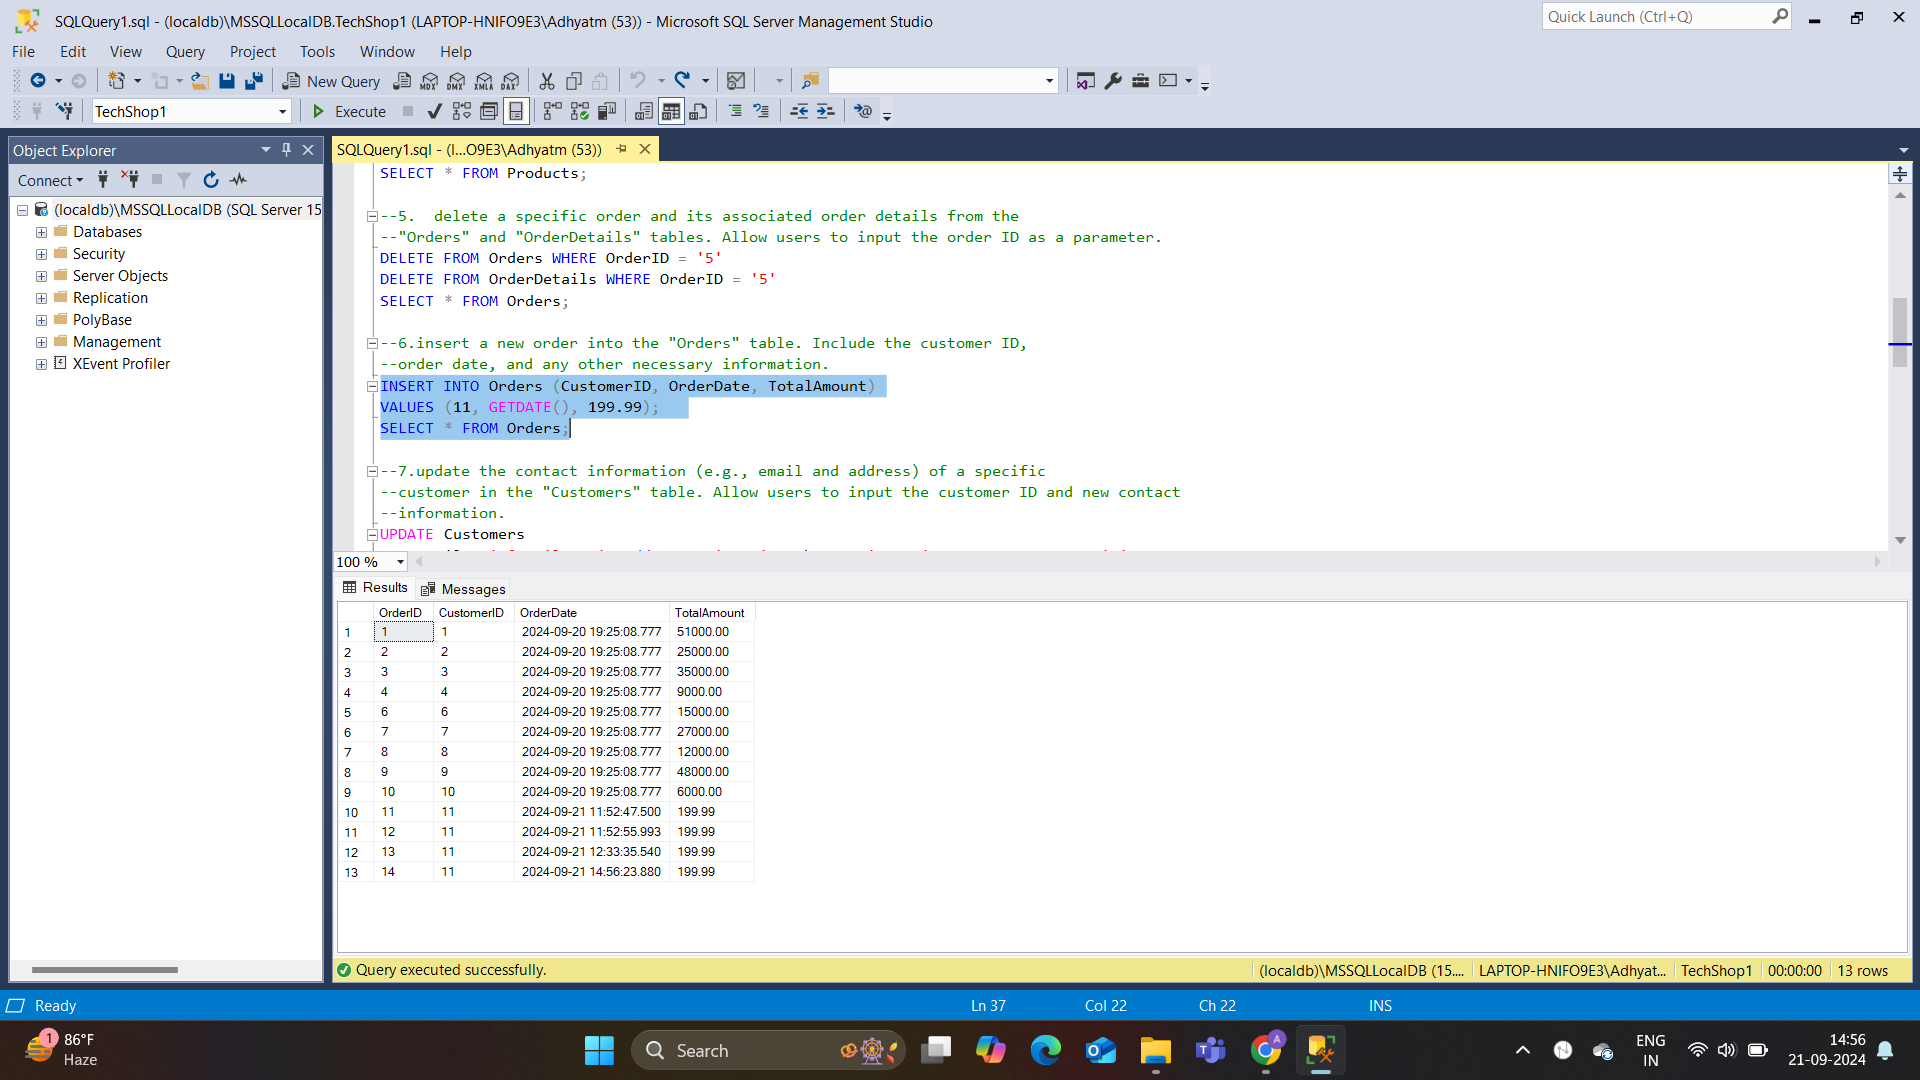 SQLQuery1.sql - (localdb)\MSSQLLocalDB.TechShop1 (LAPTOP-HNIFO9E3\Adhyatm (53)) - Microsoft SQL Server Management Studio
Quick Launch (Ctrl+Q)
File Edit View Query Project Tools Window Help
New Query MDX DMX XMLA DAX
TechShop1 Execute
Object Explorer
SQLQuery1.sql - (l...O9E3\Adhyatm (53))
Connect
(localdb)\MSSQLLocalDB (SQL Server 15
Databases
Security
Server Objects
Replication
PolyBase
Management
XEvent Profiler
SELECT * FROM Products;
--5.  delete a specific order and its associated order details from the
--"Orders" and "OrderDetails" tables. Allow users to input the order ID as a parameter.
DELETE FROM Orders WHERE OrderID = '5'
DELETE FROM OrderDetails WHERE OrderID = '5'
SELECT * FROM Orders;
--6.insert a new order into the "Orders" table. Include the customer ID,
--order date, and any other necessary information.
INSERT INTO Orders (CustomerID, OrderDate, TotalAmount)
VALUES (11, GETDATE(), 199.99);
SELECT * FROM Orders;
--7.update the contact information (e.g., email and address) of a specific
--customer in the "Customers" table. Allow users to input the customer ID and new contact
--information.
UPDATE Customers
100 %
Results Messages
OrderID CustomerID OrderDate TotalAmount
1 1 1 2024-09-20 19:25:08.777 51000.00
2 2 2 2024-09-20 19:25:08.777 25000.00
3 3 3 2024-09-20 19:25:08.777 35000.00
4 4 4 2024-09-20 19:25:08.777 9000.00
5 6 6 2024-09-20 19:25:08.777 15000.00
6 7 7 2024-09-20 19:25:08.777 27000.00
7 8 8 2024-09-20 19:25:08.777 12000.00
8 9 9 2024-09-20 19:25:08.777 48000.00
9 10 10 2024-09-20 19:25:08.777 6000.00
10 11 11 2024-09-21 11:52:47.500 199.99
11 12 11 2024-09-21 11:52:55.993 199.99
12 13 11 2024-09-21 12:33:35.540 199.99
13 14 11 2024-09-21 14:56:23.880 199.99
Query executed successfully. (localdb)\MSSQLLocalDB (15.... LAPTOP-HNIFO9E3\Adhyat... TechShop1 00:00:00 13 rows
Ready Ln 37 Col 22 Ch 22 INS
1 86°F
Haze
Search
ENG
IN
14:56
21-09-2024